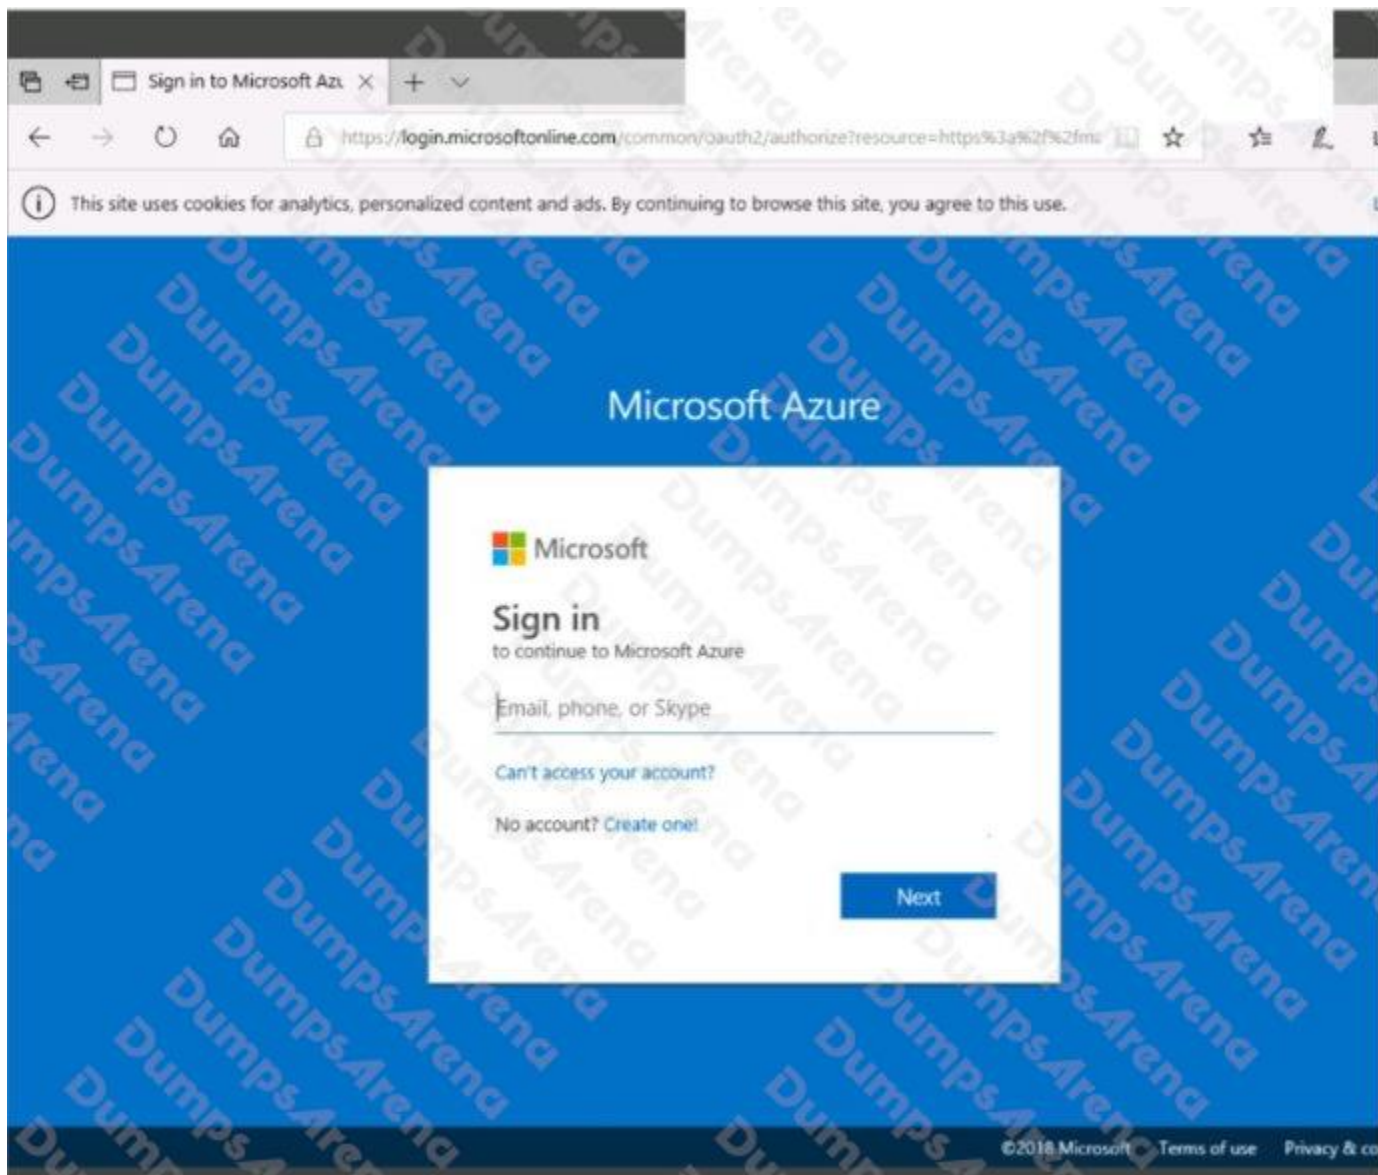 Sign in to Microsoft Azu
https://login.microsoftonline.com/common/oauth2/authorize?resource=https%3a%2f%2fma
This site uses cookies for analytics, personalized content and ads. By continuing to browse this site, you agree to this use.
Microsoft Azure
Microsoft
Sign in
to continue to Microsoft Azure
Email, phone, or Skype
Can't access your account?
No account? Create one!
Next
©2018 Microsoft Terms of use Privacy & co
DumpsArena